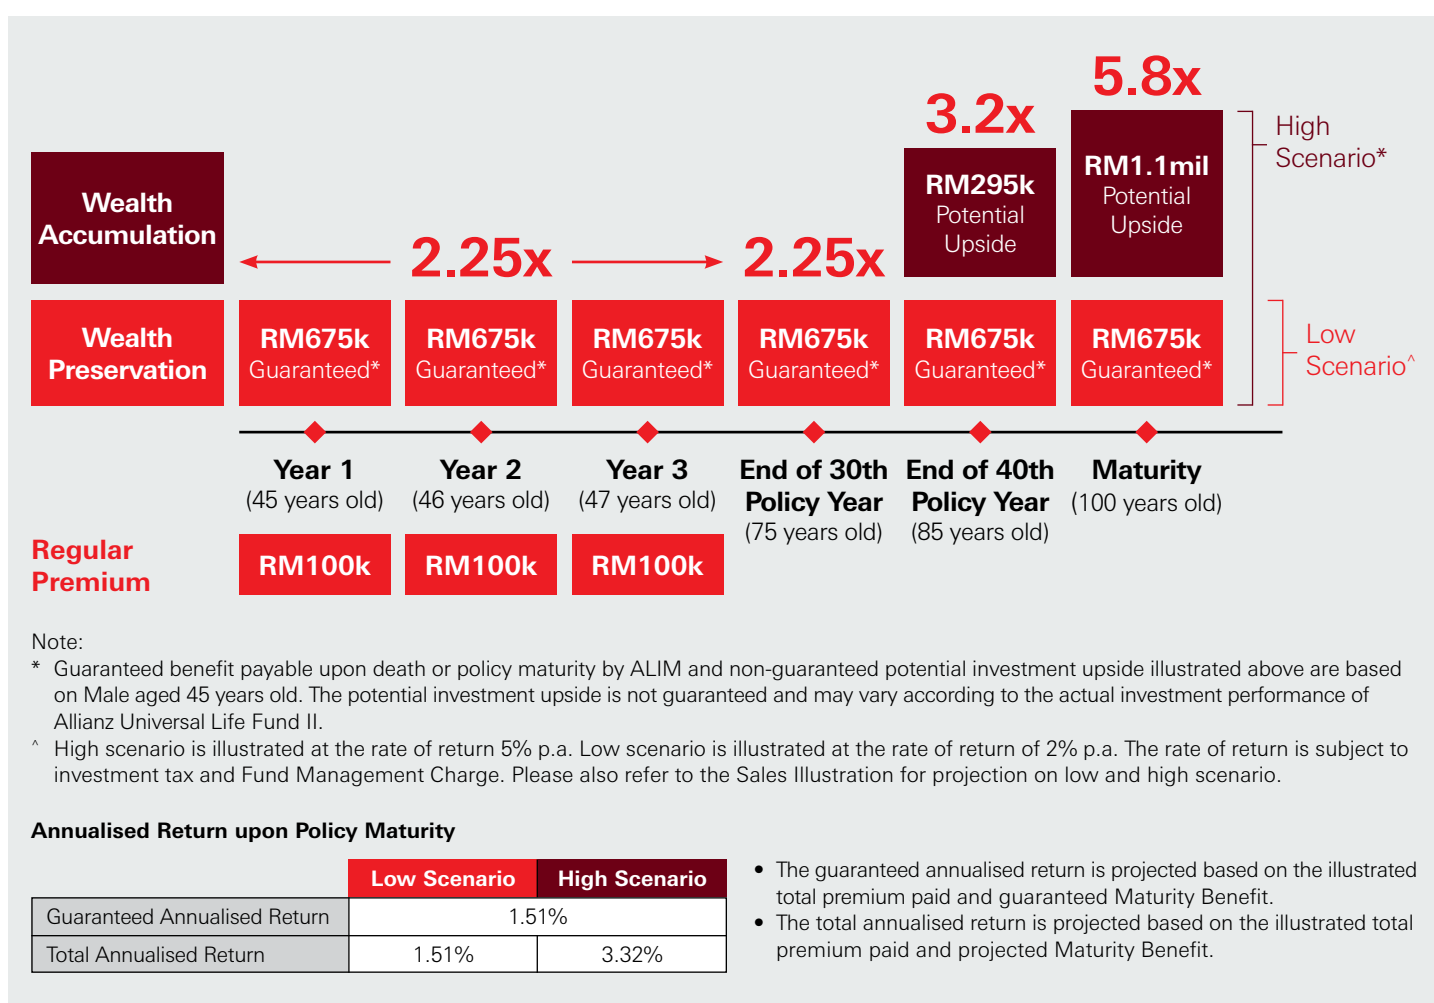 5.8x
3.2x
High
Scenario*
RM295k
Potential
Upside
RM1.1mil
Potential
Upside
Wealth
Accumulation
2.25x
2.25x
Wealth
Preservation
RM675k
Guaranteed*
RM675k
Guaranteed*
RM675k
Guaranteed*
RM675k
Guaranteed*
RM675k
Guaranteed*
RM675k
Guaranteed*
Low
Scenario^
Year 1
(45 years old)
Year 2
(46 years old)
Year 3
(47 years old)
End of 30th
Policy Year
(75 years old)
End of 40th
Policy Year
(85 years old)
Maturity
(100 years old)
Regular
Premium
RM100k
RM100k
RM100k
Note:
* Guaranteed benefit payable upon death or policy maturity by ALIM and non-guaranteed potential investment upside illustrated above are based
on Male aged 45 years old. The potential investment upside is not guaranteed and may vary according to the actual investment performance of
Allianz Universal Life Fund II.
^ High scenario is illustrated at the rate of return 5% p.a. Low scenario is illustrated at the rate of return of 2% p.a. The rate of return is subject to
investment tax and Fund Management Charge. Please also refer to the Sales Illustration for projection on low and high scenario.
Annualised Return upon Policy Maturity
Low Scenario High Scenario
Guaranteed Annualised Return 1.51%
Total Annualised Return 1.51% 3.32%
• The guaranteed annualised return is projected based on the illustrated
total premium paid and guaranteed Maturity Benefit.
• The total annualised return is projected based on the illustrated total
premium paid and projected Maturity Benefit.